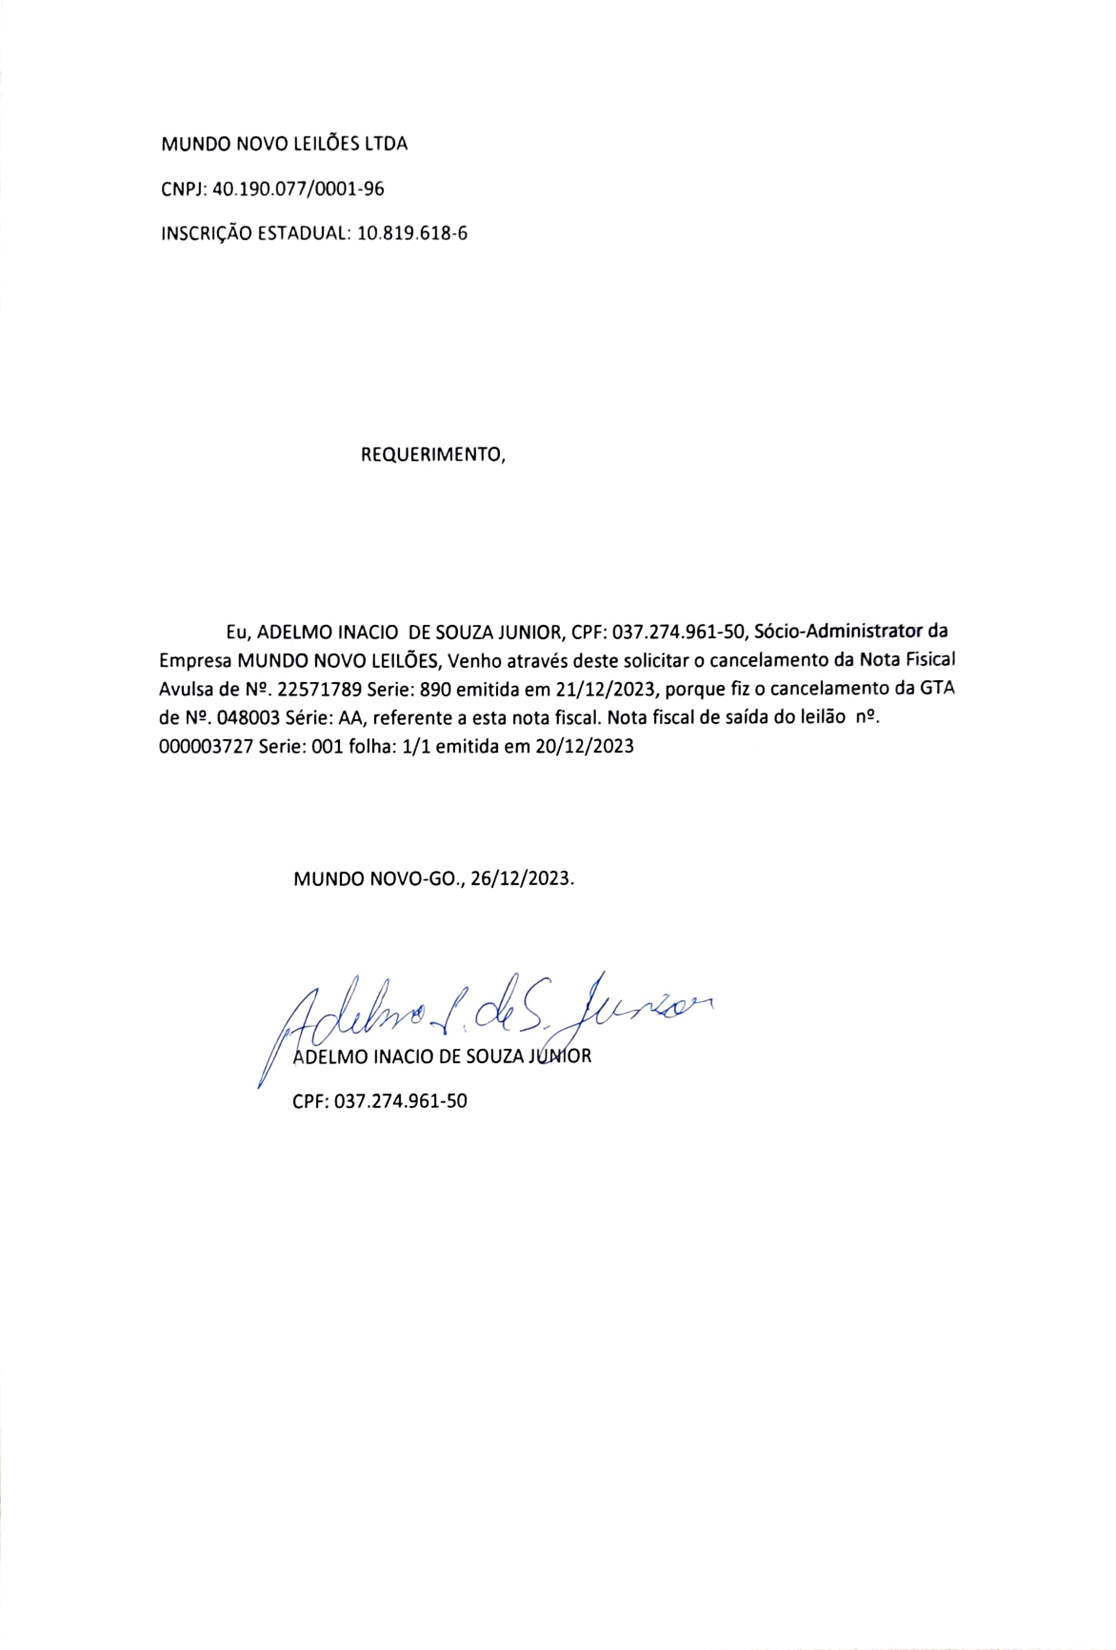 MUNDO NOVO LEILÕES LTDA
CNPJ: 40.190.077/0001-96
INSCRIÇÃO ESTADUAL: 10.819.618-6
REQUERIMENTO,
Eu, ADELMO INACIO DE SOUZA JUNIOR, CPF: 037.274.961-50, Sócio-Administrator da
Empresa MUNDO NOVO LEILÕES, Venho através deste solicitar o cancelamento da Nota Fisical
Avulsa de Nº. 22571789 Serie: 890 emitida em 21/12/2023, porque fiz o cancelamento da GTA
de Nº. 048003 Série: AA, referente a esta nota fiscal. Nota fiscal de saída do leilão nº.
000003727 Serie: 001 folha: 1/1 emitida em 20/12/2023
MUNDO NOVO-GO., 26/12/2023.
Adelmo I. de S. Junior
ADELMO INACIO DE SOUZA JUNIOR
CPF: 037.274.961-50